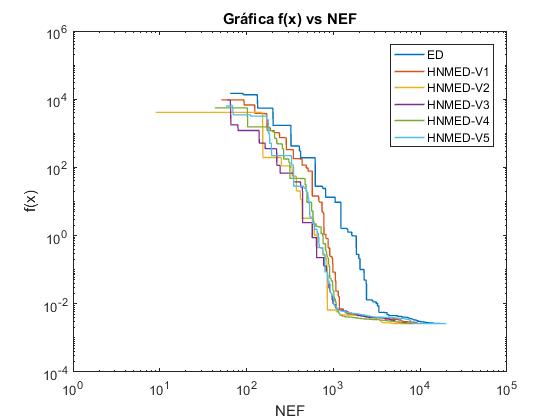 Gráfica f(x) vs NEF
10^6
10^4
10^2
10^0
10^-2
10^-4
f(x)
ED
HNMED-V1
HNMED-V2
HNMED-V3
HNMED-V4
HNMED-V5
10^0 10^1 10^2 10^3 10^4 10^5
NEF